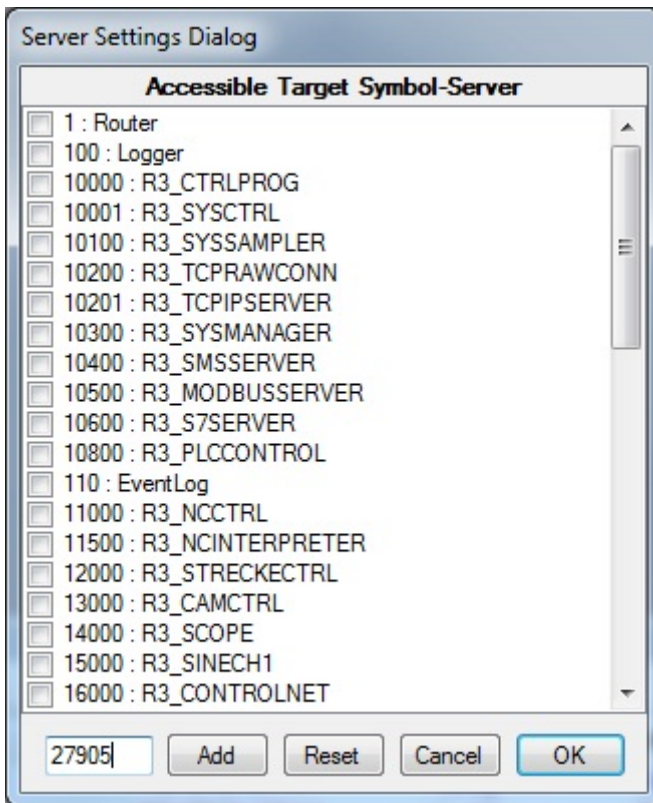 Server Settings Dialog
Accessible Target Symbol-Server
1 : Router
100 : Logger
10000 : R3_CTRLPROG
10001 : R3_SYSCTRL
10100 : R3_SYSSAMPLER
10200 : R3_TCPRAWCONN
10201 : R3_TCPIPSERVER
10300 : R3_SYSMANAGER
10400 : R3_SMSSERVER
10500 : R3_MODBUSSERVER
10600 : R3_S7SERVER
10800 : R3_PLCCONTROL
110 : EventLog
11000 : R3_NCCTRL
11500 : R3_NCINTERPRETER
12000 : R3_STRECKECTRL
13000 : R3_CAMCTRL
14000 : R3_SCOPE
15000 : R3_SINECH1
16000 : R3_CONTROLNET
27905 Add Reset Cancel OK